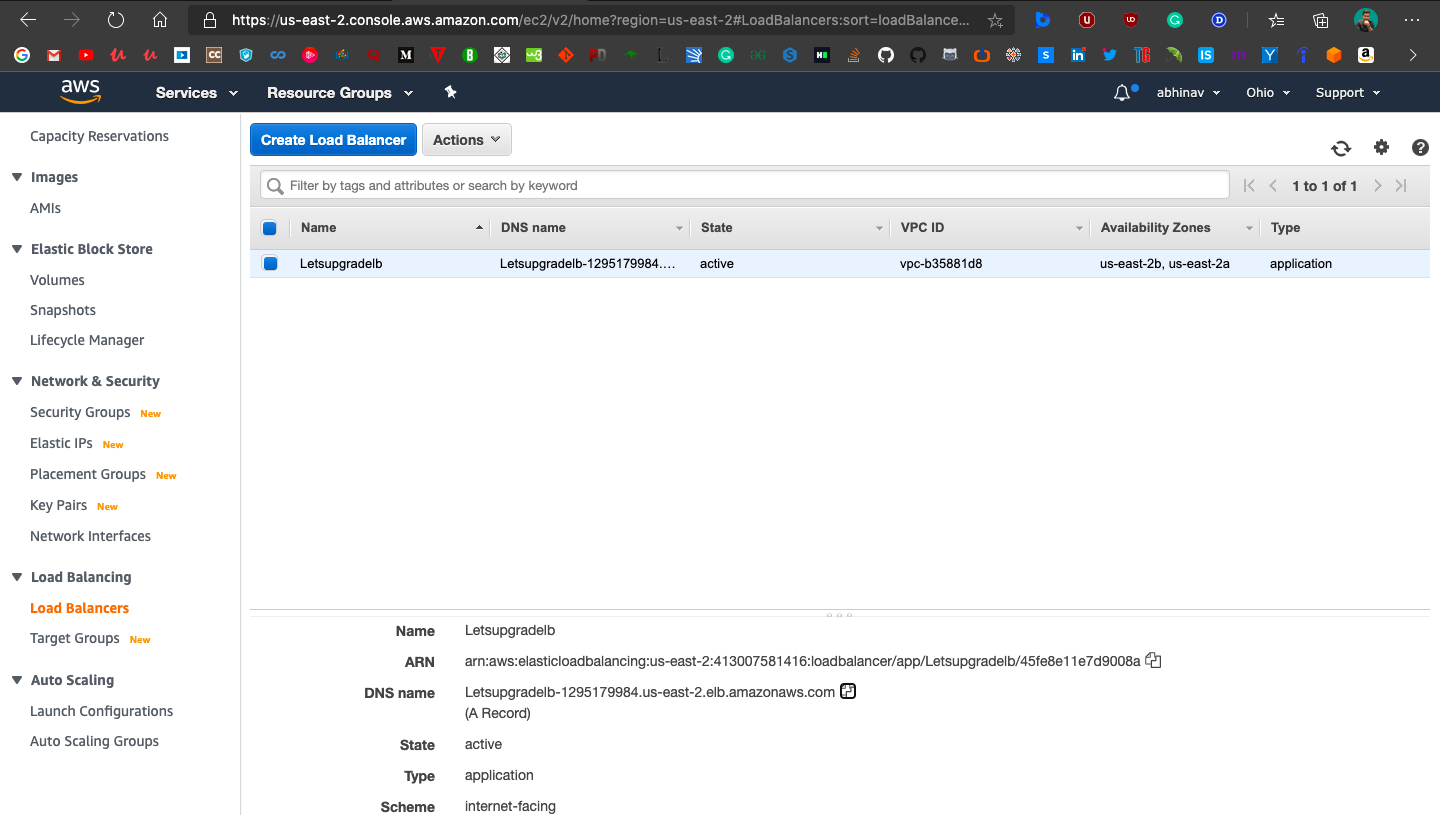 https://us-east-2.console.aws.amazon.com/ec2/v2/home?region=us-east-2#LoadBalancers:sort=loadBalance...
aws Services Resource Groups abhinav Ohio Support
Capacity Reservations
Images
AMIs
Elastic Block Store
Volumes
Snapshots
Lifecycle Manager
Network & Security
Security Groups New
Elastic IPs New
Placement Groups New
Key Pairs New
Network Interfaces
Load Balancing
Load Balancers
Target Groups New
Auto Scaling
Launch Configurations
Auto Scaling Groups
Create Load Balancer Actions
Filter by tags and attributes or search by keyword 1 to 1 of 1
Name DNS name State VPC ID Availability Zones Type
Letsupgradelb Letsupgradelb-1295179984.... active vpc-b35881d8 us-east-2b, us-east-2a application
Name Letsupgradelb
ARN arn:aws:elasticloadbalancing:us-east-2:413007581416:loadbalancer/app/Letsupgradelb/45fe8e11e7d9008a
DNS name Letsupgradelb-1295179984.us-east-2.elb.amazonaws.com
(A Record)
State active
Type application
Scheme internet-facing